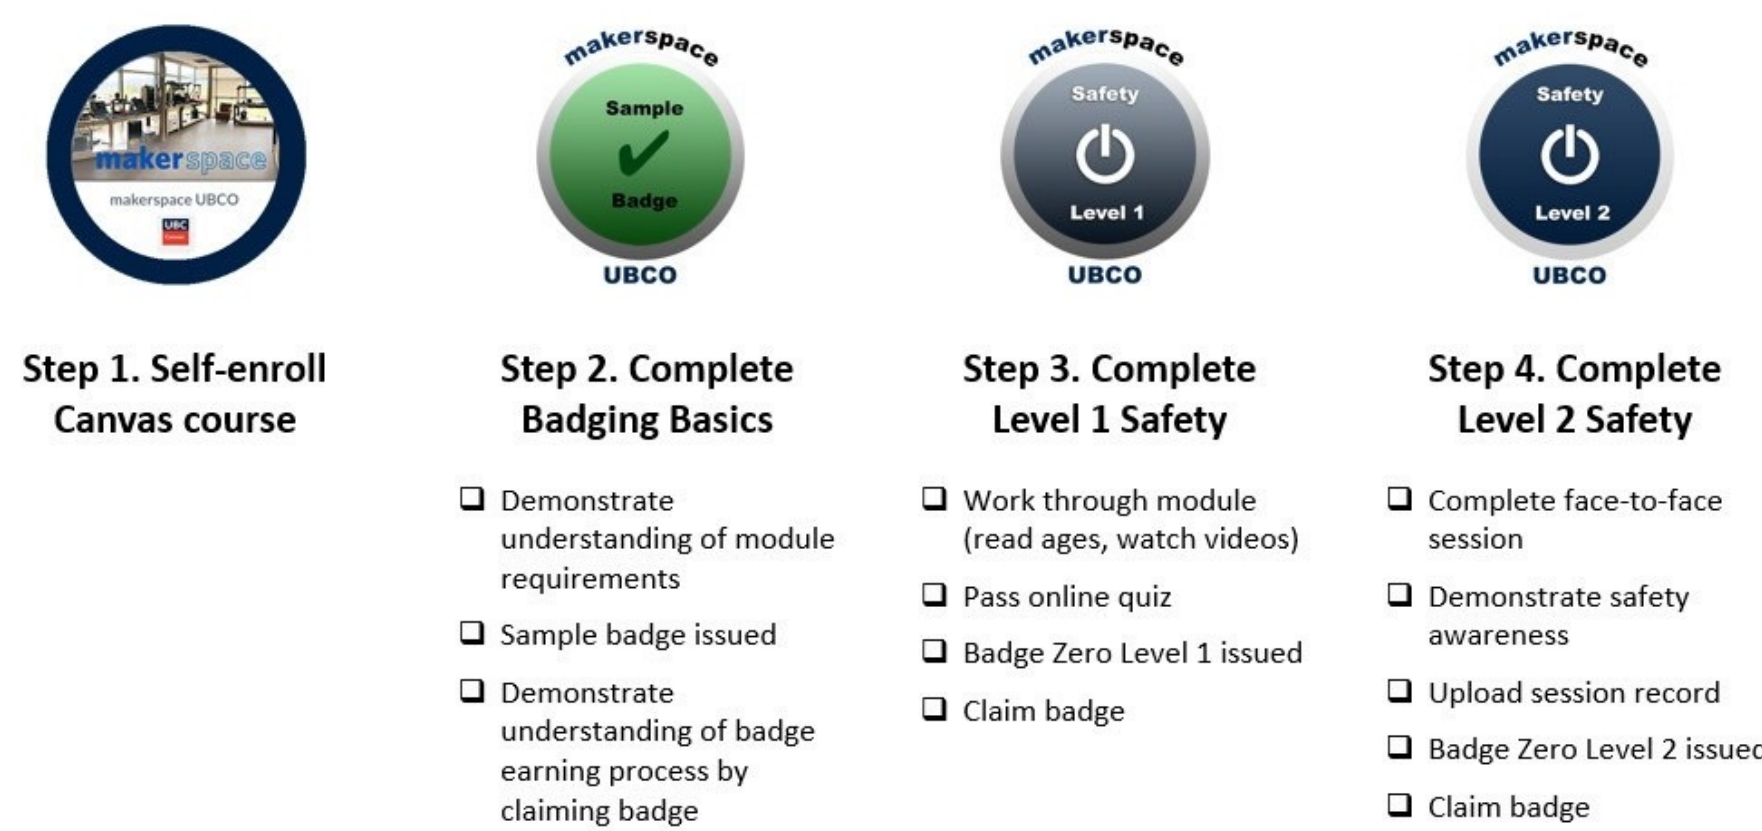 makerspace
makerspace UBCO
UBC
makerspace
Sample
Badge
UBCO
makerspace
Safety
Level 1
UBCO
makerspace
Safety
Level 2
UBCO
Step 1. Self-enroll
Canvas course
Step 2. Complete
Badging Basics
Demonstrate
understanding of module
requirements
Sample badge issued
Demonstrate
understanding of badge
earning process by
claiming badge
Step 3. Complete
Level 1 Safety
Work through module
(read ages, watch videos)
Pass online quiz
Badge Zero Level 1 issued
Claim badge
Step 4. Complete
Level 2 Safety
Complete face-to-face
session
Demonstrate safety
awareness
Upload session record
Badge Zero Level 2 issued
Claim badge